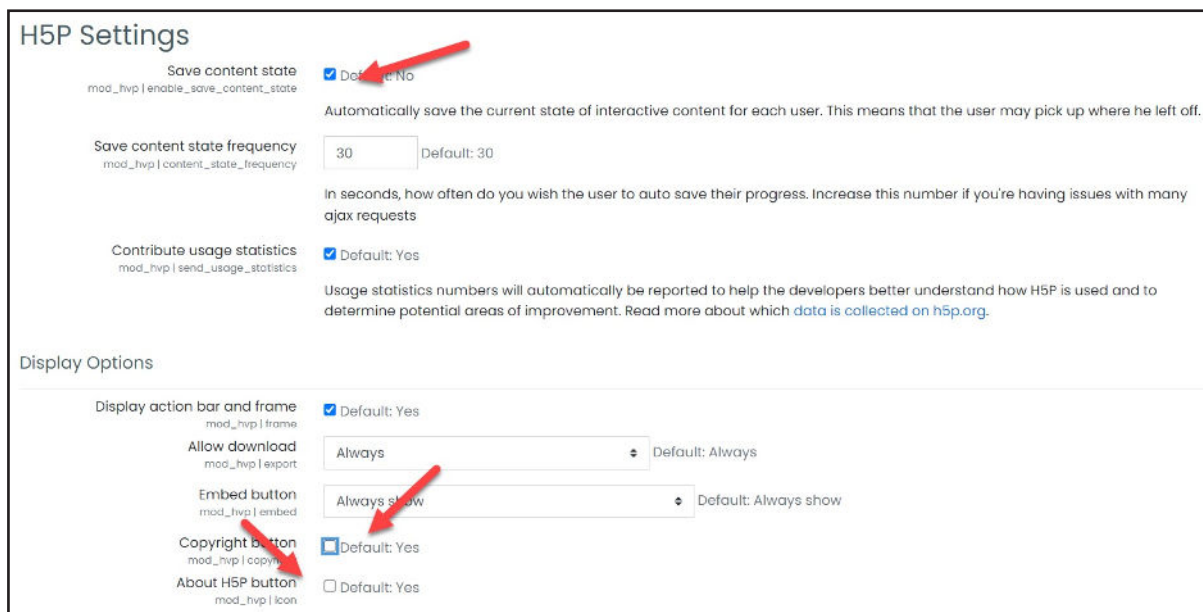 H5P Settings
Save content state
mod_hvp | enable_save_content_state
Default: No
Automatically save the current state of interactive content for each user. This means that the user may pick up where he left off.
Save content state frequency
mod_hvp | content_state_frequency
30
Default: 30
In seconds, how often do you wish the user to auto save their progress. Increase this number if you're having issues with many
ajax requests
Contribute usage statistics
mod_hvp | send_usage_statistics
Default: Yes
Usage statistics numbers will automatically be reported to help the developers better understand how H5P is used and to
determine potential areas of improvement. Read more about which data is collected on h5p.org.
Display Options
Display action bar and frame
mod_hvp | frame
Default: Yes
Allow download
mod_hvp | export
Always
Default: Always
Embed button
mod_hvp | embed
Always show
Default: Always show
Copyright button
mod_hvp | copyright
Default: Yes
About H5P button
mod_hvp | icon
Default: Yes